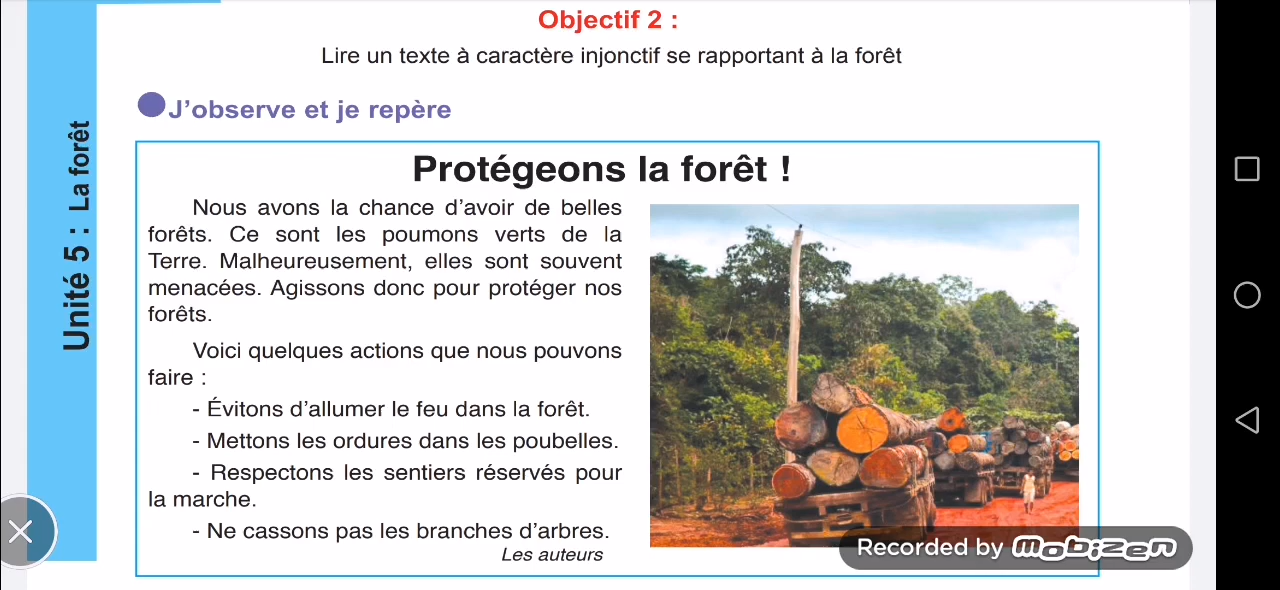 Objectif 2 :
Lire un texte à caractère injonctif se rapportant à la forêt
J'observe et je repère
Unité 5 : La forêt
Protégeons la forêt !
Nous avons la chance d'avoir de belles
forêts. Ce sont les poumons verts de la
Terre. Malheureusement, elles sont souvent
menacées. Agissons donc pour protéger nos
forêts.
Voici quelques actions que nous pouvons
faire :
- Évitons d'allumer le feu dans la forêt.
- Mettons les ordures dans les poubelles.
- Respectons les sentiers réservés pour
la marche.
- Ne cassons pas les branches d'arbres.
Les auteurs
Recorded by mobizen